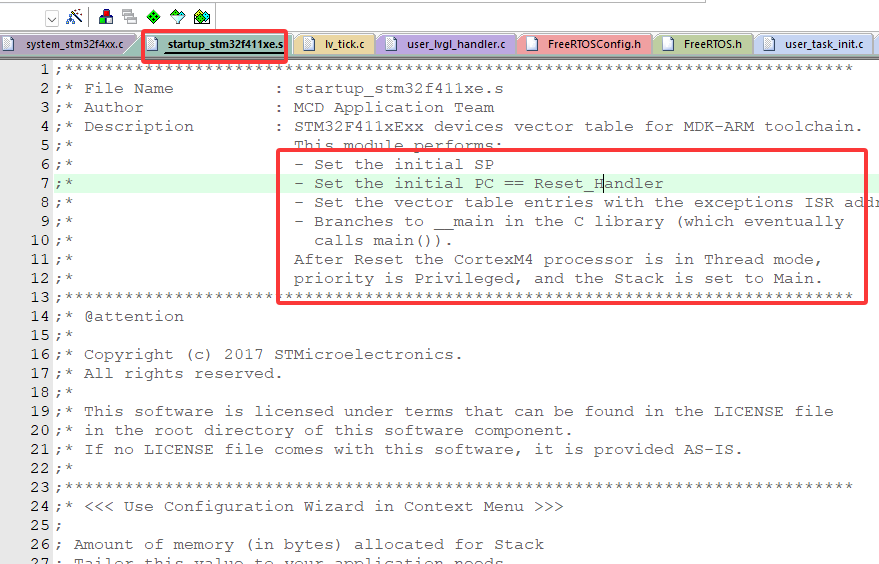 system_stm32f4xx.c startup_stm32f411xe.s lv_tick.c user_lvgl_handler.c FreeRTOSConfig.h FreeRTOS.h user_task_init.c
1 ;*******************************************************************************
2 ;* File Name          : startup_stm32f411xe.s
3 ;* Author             : MCD Application Team
4 ;* Description        : STM32F411xExx devices vector table for MDK-ARM toolchain.
5 ;*                      This module performs:
6 ;*                      - Set the initial SP
7 ;*                      - Set the initial PC == Reset_Handler
8 ;*                      - Set the vector table entries with the exceptions ISR addr
9 ;*                      - Branches to __main in the C library (which eventually
10 ;*                        calls main()).
11 ;*                      After Reset the CortexM4 processor is in Thread mode,
12 ;*                      priority is Privileged, and the Stack is set to Main.
13 ;*******************************************************************************
14 ;* @attention
15 ;*
16 ;* Copyright (c) 2017 STMicroelectronics.
17 ;* All rights reserved.
18 ;*
19 ;* This software is licensed under terms that can be found in the LICENSE file
20 ;* in the root directory of this software component.
21 ;* If no LICENSE file comes with this software, it is provided AS-IS.
22 ;*
23 ;*******************************************************************************
24 ;* <<< Use Configuration Wizard in Context Menu >>>
25 ;
26 ; Amount of memory (in bytes) allocated for Stack
27 ; Tailor this value to your application needs